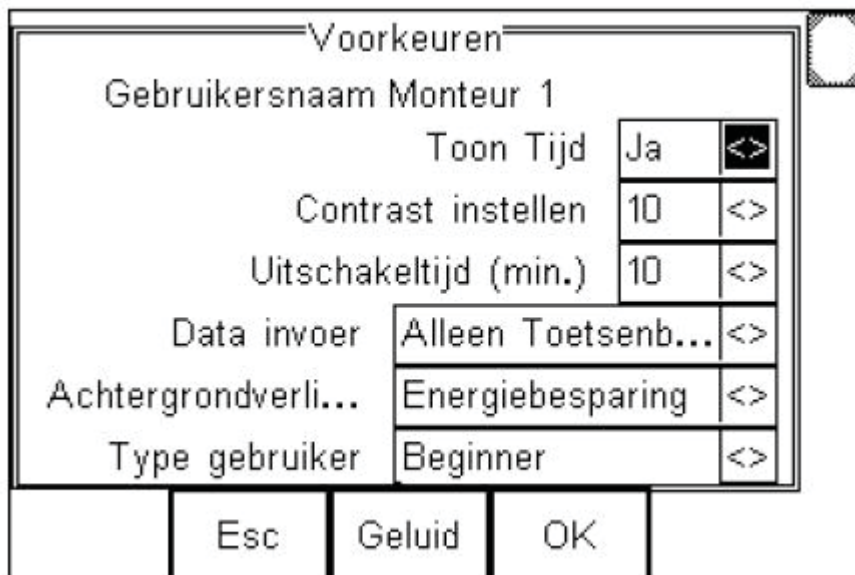 Voorkeuren
Gebruikersnaam Monteur 1
Toon Tijd Ja <>
Contrast instellen 10 <>
Uitschakeltijd (min.) 10 <>
Data invoer Alleen Toetsenb... <>
Achtergrondverli... Energiebesparing <>
Type gebruiker Beginner <>
Esc Geluid OK